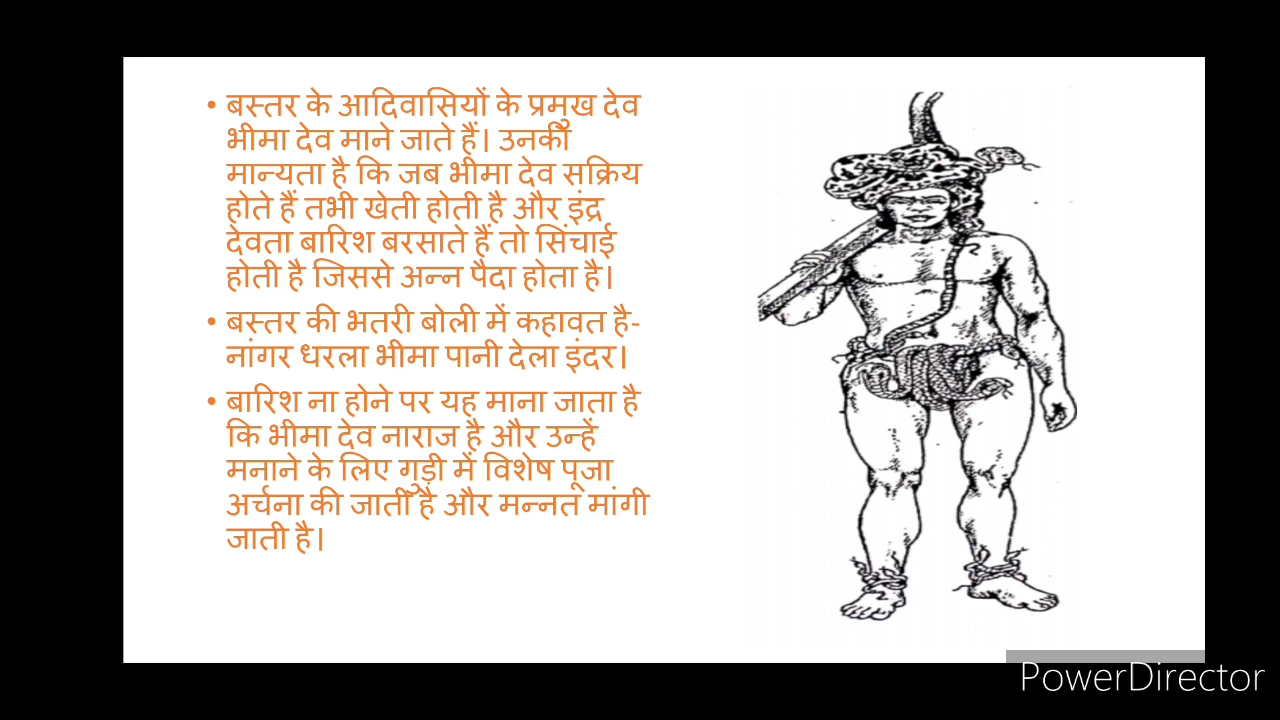 • बस्तर के आदिवासियों के प्रमुख देव
भीमा देव माने जाते हैं। उनकी
मान्यता है कि जब भीमा देव सक्रिय
होते हैं तभी खेती होती है और इंद्र
देवता बारिश बरसाते हैं तो सिंचाई
होती है जिससे अन्न पैदा होता है।
• बस्तर की भतरी बोली में कहावत है-
नांगर धरला भीमा पानी देला इंदर।
• बारिश ना होने पर यह माना जाता है
कि भीमा देव नाराज है और उन्हें
मनाने के लिए गुड़ी में विशेष पूजा
अर्चना की जाती है और मन्नत मांगी
जाती है।
PowerDirector